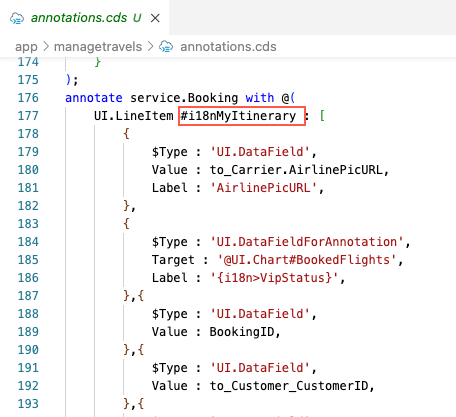 annotations.cds U ×
app > managetravels > annotations.cds
174 }
175 );
176 annotate service.Booking with @(
177 UI.LineItem #i18nMyItinerary : [
178 {
179 $Type : 'UI.DataField',
180 Value : to_Carrier.AirlinePicURL,
181 Label : 'AirlinePicURL',
182 },
183 {
184 $Type : 'UI.DataFieldForAnnotation',
185 Target : '@UI.Chart#BookedFlights',
186 Label : '{i18n>VipStatus}',
187 },{
188 $Type : 'UI.DataField',
189 Value : BookingID,
190 },{
191 $Type : 'UI.DataField',
192 Value : to_Customer_CustomerID,
193 },{